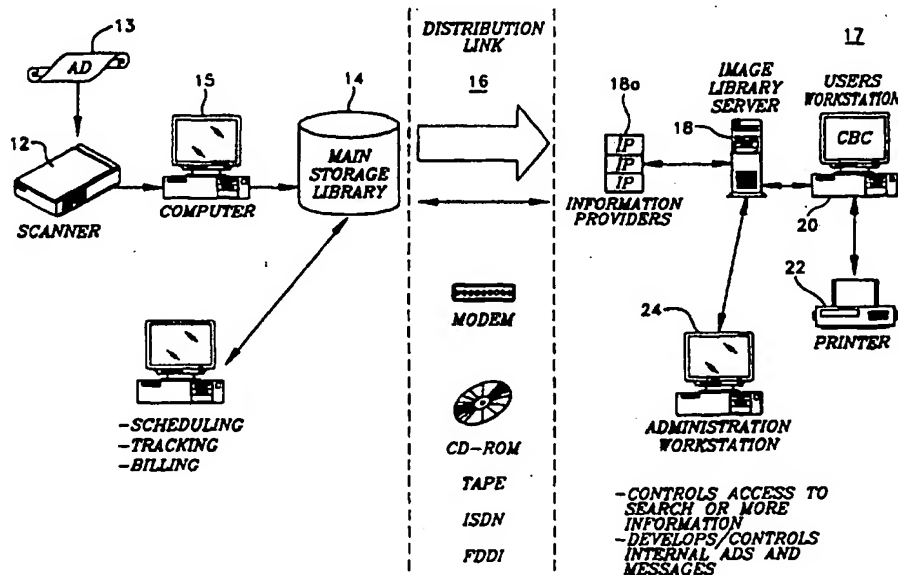 13
AD
12
SCANNER
15
COMPUTER
14
MAIN
STORAGE
LIBRARY
-SCHEDULING
-TRACKING
-BILLING
DISTRIBUTION
LINK
16
MODEM
CD-ROM
TAPE
ISDN
FDDI
17
18a
IP
IP
IP
INFORMATION
PROVIDERS
IMAGE
LIBRARY
SERVER
18
USERS
WORKSTATION
CBC
20
22
PRINTER
24
ADMINISTRATION
WORKSTATION
-CONTROLS ACCESS TO
SEARCH OR MORE
INFORMATION
-DEVELOPS/CONTROLS
INTERNAL ADS AND
MESSAGES